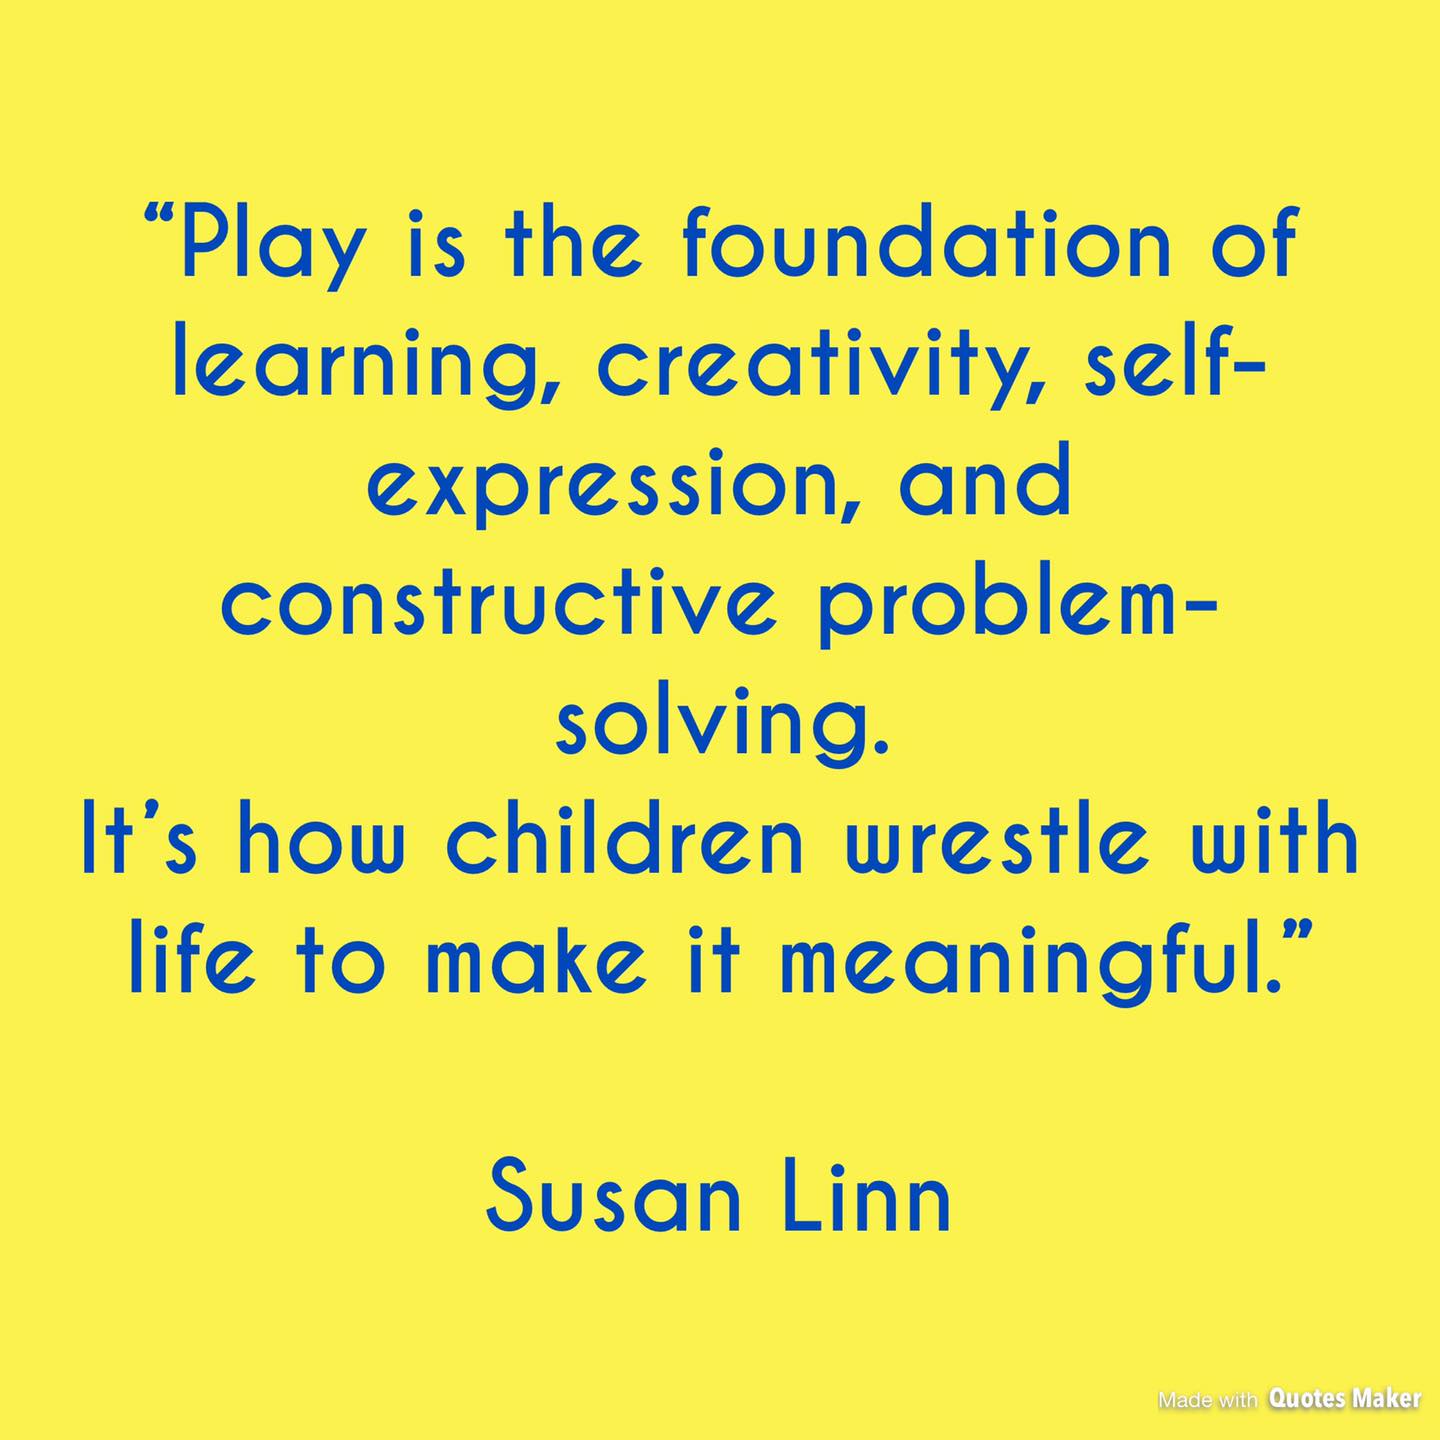 “Play is the foundation of
learning, creativity, self-
expression, and
constructive problem-
solving.
It’s how children wrestle with
life to make it meaningful.”
Susan Linn
Made with Quotes Maker